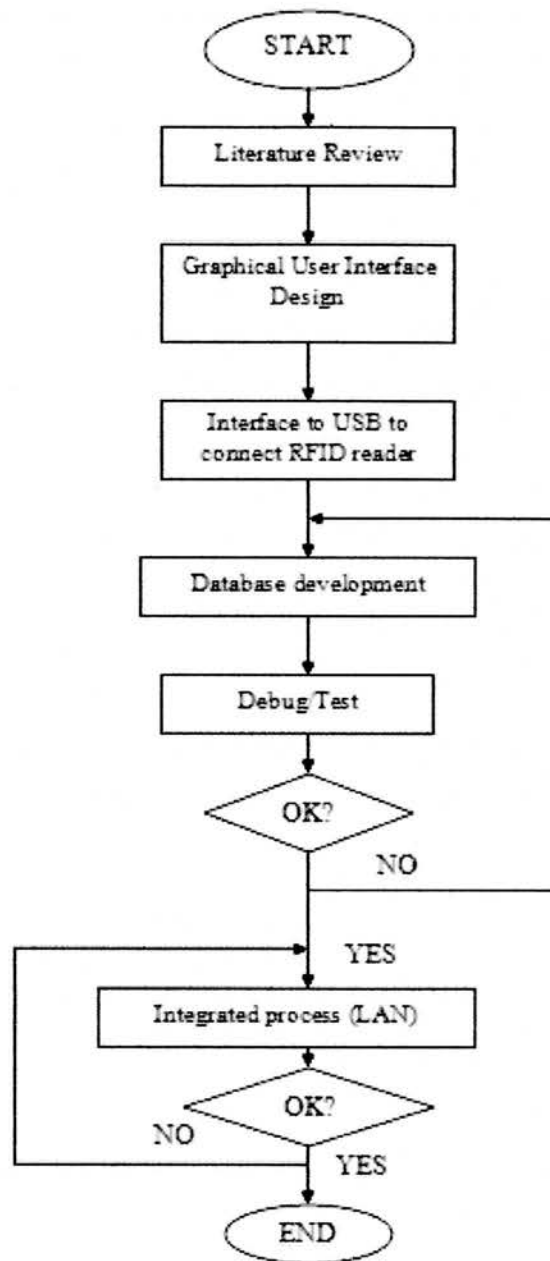 START
Literature Review
Graphical User Interface
Design
Interface to USB to
connect RFID reader
Database development
Debug/Test
OK?
NO
YES
Integrated process (LAN)
OK?
NO
YES
END